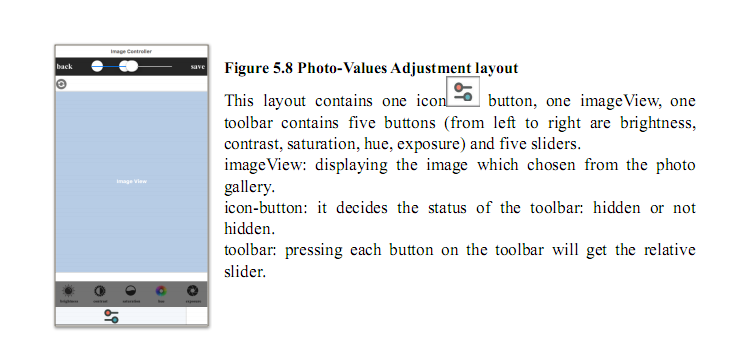 Image Controller
back save
Image View
brightness contrast saturation hue exposure
Figure 5.8 Photo-Values Adjustment layout
This layout contains one icon button, one imageView, one
toolbar contains five buttons (from left to right are brightness,
contrast, saturation, hue, exposure) and five sliders.
imageView: displaying the image which chosen from the photo
gallery.
icon-button: it decides the status of the toolbar: hidden or not
hidden.
toolbar: pressing each button on the toolbar will get the relative
slider.